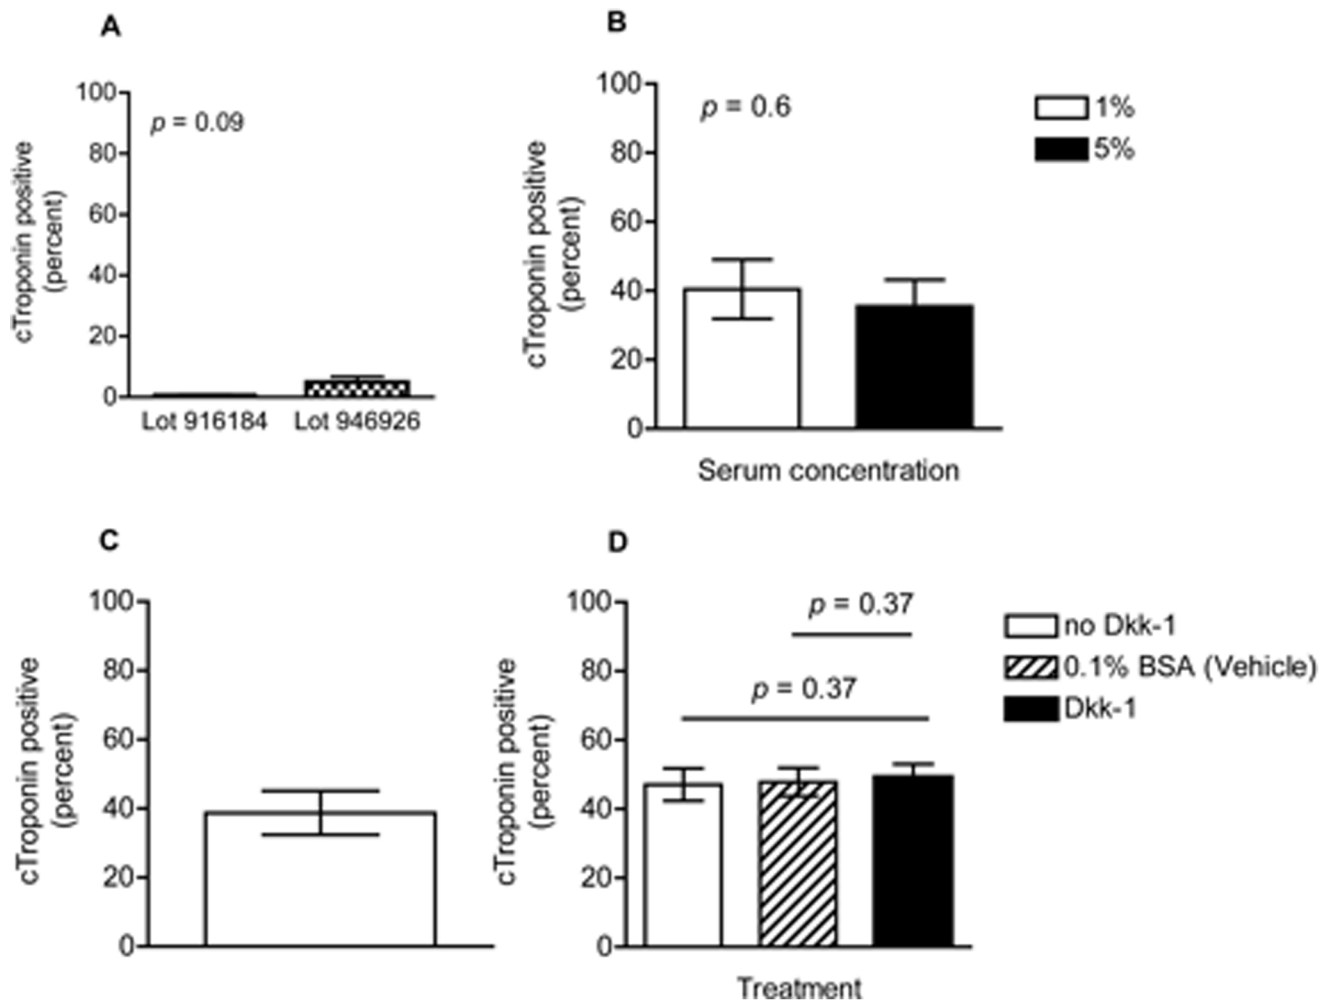 A
100
80
60
40
20
0
cTroponin positive
(percent)
p = 0.09
Lot 916184
Lot 946926
B
100
80
60
40
20
0
cTroponin positive
(percent)
p = 0.6
Serum concentration
1%
5%
C
100
80
60
40
20
0
cTroponin positive
(percent)
D
100
80
60
40
20
0
cTroponin positive
(percent)
p = 0.37
p = 0.37
Treatment
no Dkk-1
0.1% BSA (Vehicle)
Dkk-1